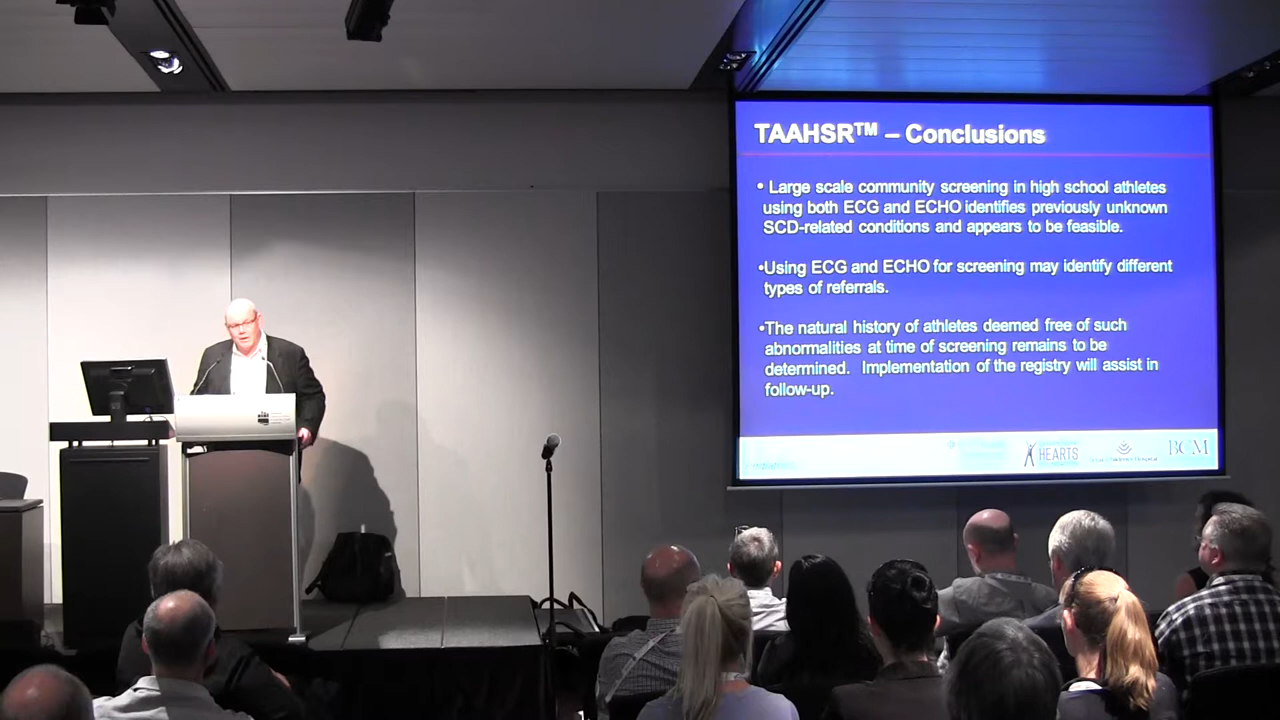 TAAHSR™ – Conclusions
• Large scale community screening in high school athletes
using both ECG and ECHO identifies previously unknown
SCD-related conditions and appears to be feasible.
•Using ECG and ECHO for screening may identify different
types of referrals.
•The natural history of athletes deemed free of such
abnormalities at time of screening remains to be
determined. Implementation of the registry will assist in
follow-up.
HEARTS
Texas Children's Hospital
BCM